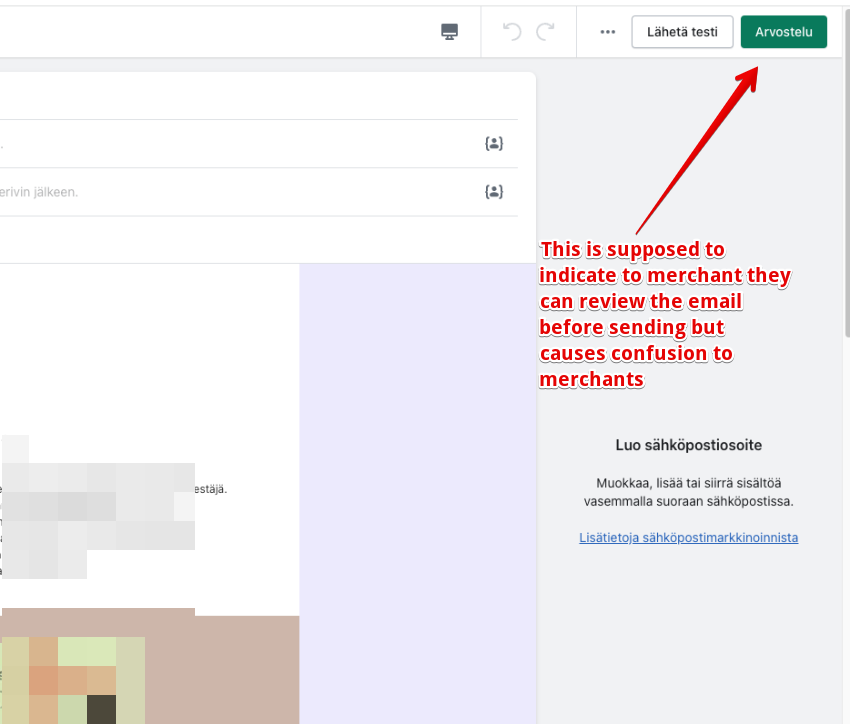 Lähetä testi
Arvostelu
.
erivin jälkeen.
This is supposed to
indicate to merchant they
can review the email
before sending but
causes confusion to
merchants
Luo sähköpostiosoite
Muokkaa, lisää tai siirrä sisältöä
vasemmalla suoraan sähköpostissa.
Lisätietoja sähköpostimarkkinoinnista
estäjä.